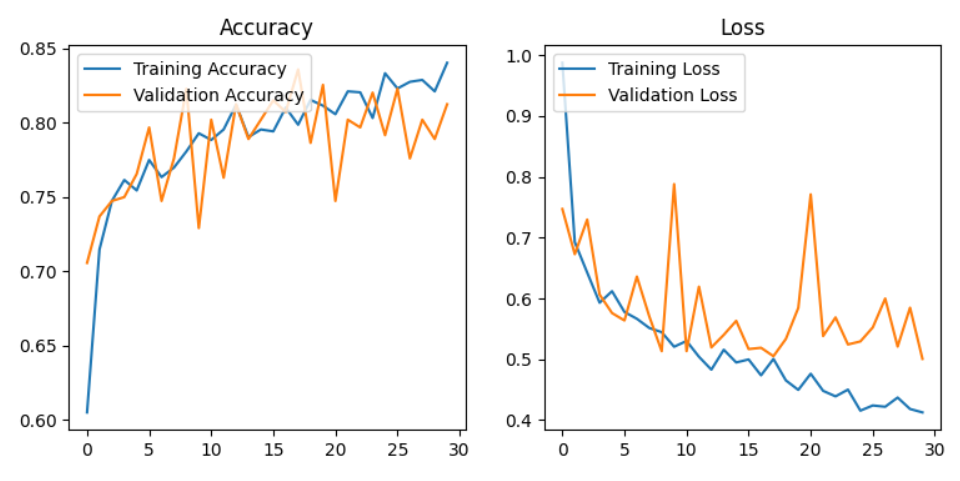 Accuracy
Training Accuracy
Validation Accuracy
0.85
0.80
0.75
0.70
0.65
0.60
0 5 10 15 20 25 30
Loss
Training Loss
Validation Loss
1.0
0.9
0.8
0.7
0.6
0.5
0.4
0 5 10 15 20 25 30